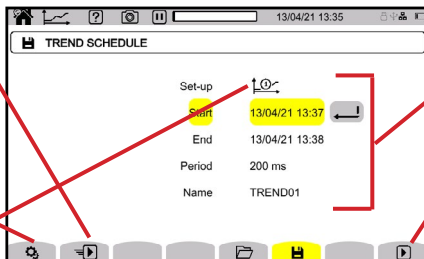 ?
13/04/21 13:35
TREND SCHEDULE
Set-up
Start 13/04/21 13:37
End 13/04/21 13:38
Period 200 ms
Name TREND01